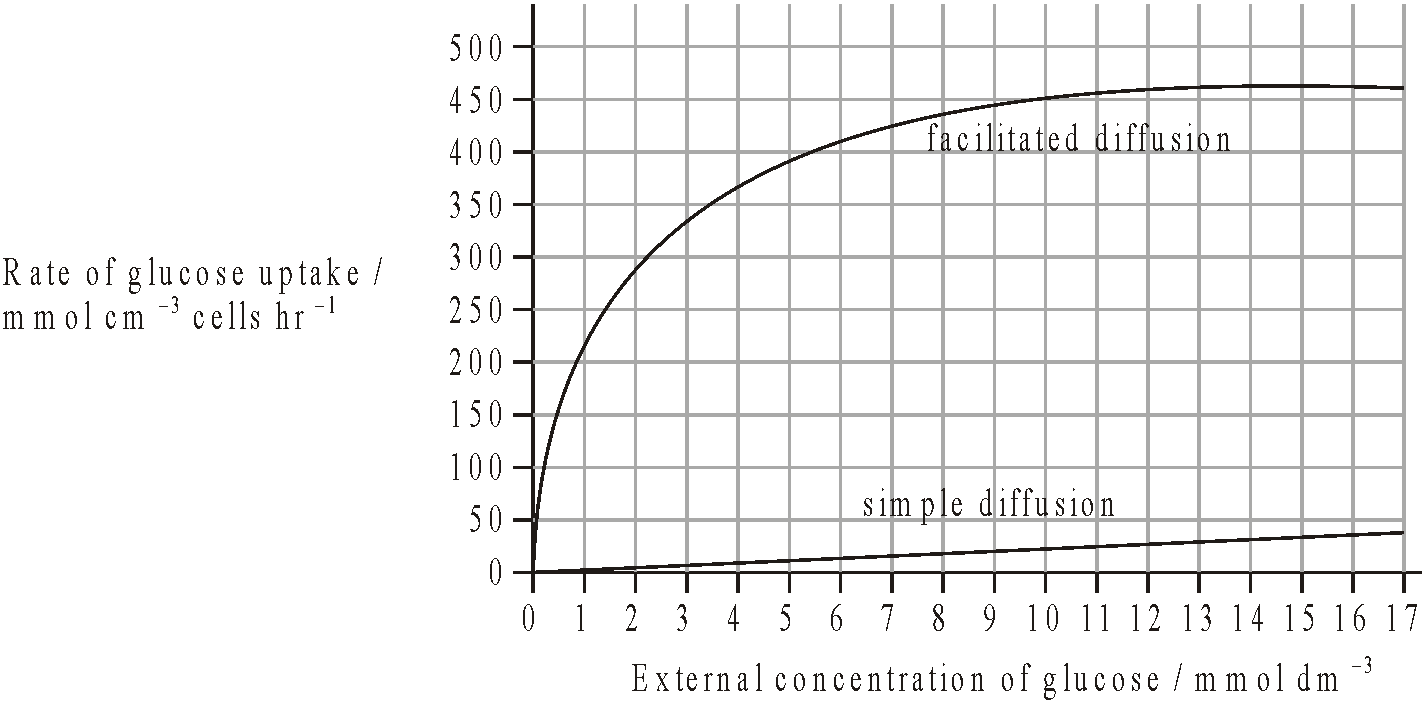 500
450
400
facilitated diffusion
350
300
Rate of glucose uptake /
mmol cm⁻³ cells hr⁻¹
250
200
150
100
simple diffusion
50
0
0 1 2 3 4 5 6 7 8 9 10 11 12 13 14 15 16 17
External concentration of glucose / mmol dm⁻³